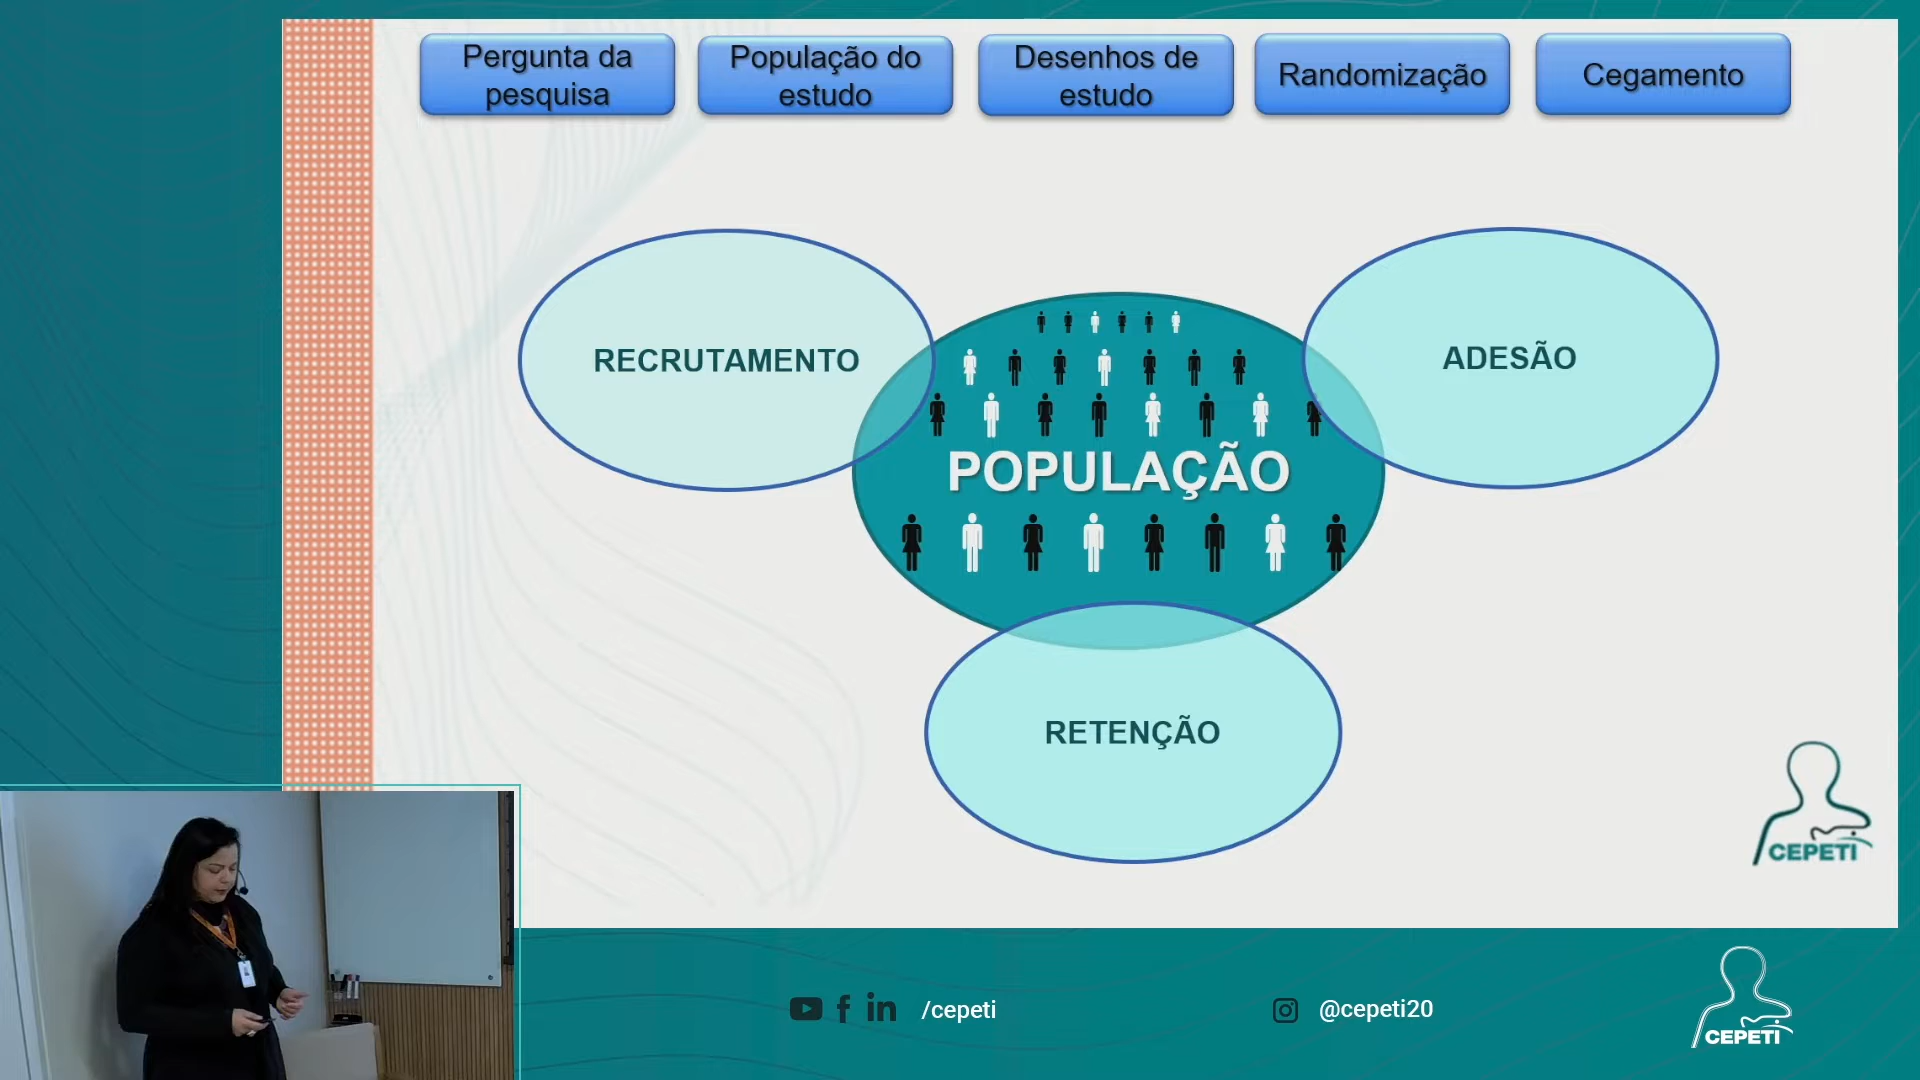 Pergunta da
pesquisa
População do
estudo
Desenhos de
estudo
Randomização
Cegamento
RECRUTAMENTO
ADESÃO
POPULAÇÃO
RETENÇÃO
CEPETI
/cepeti
@cepeti20
CEPETI